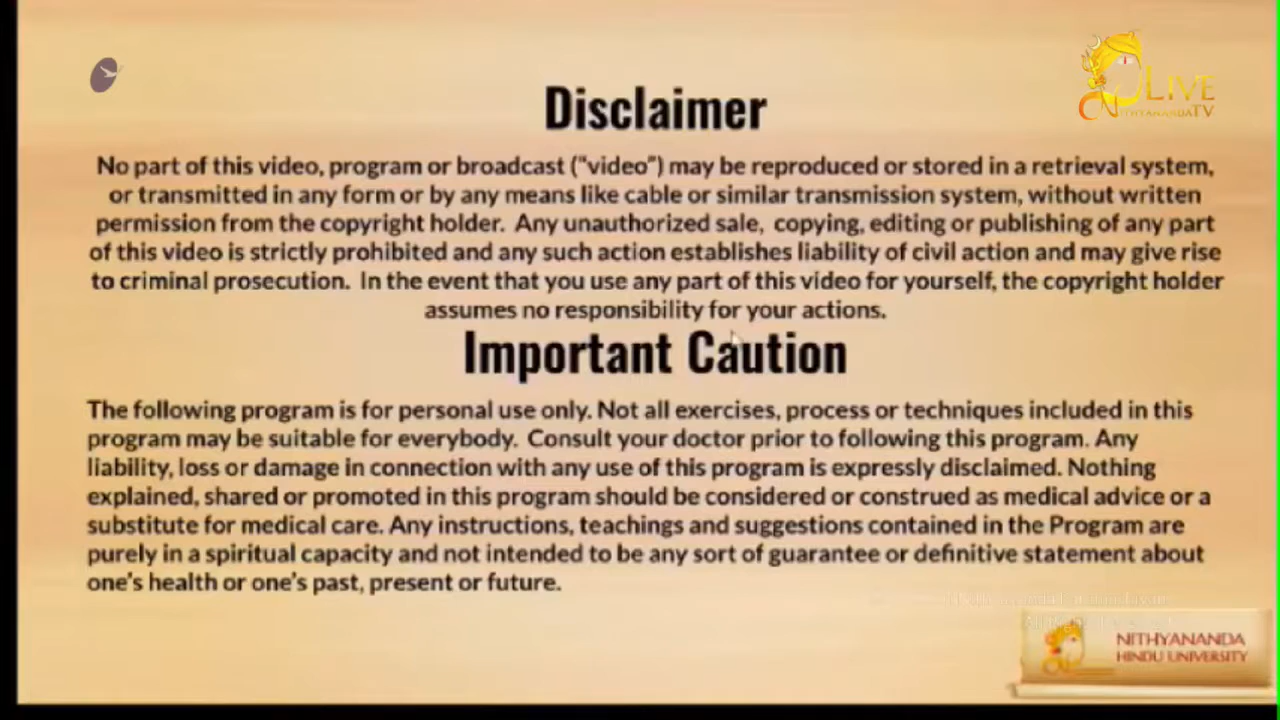 LIVE
NITHYANANDATV
Disclaimer
No part of this video, program or broadcast (“video”) may be reproduced or stored in a retrieval system,
or transmitted in any form or by any means like cable or similar transmission system, without written
permission from the copyright holder. Any unauthorized sale, copying, editing or publishing of any part
of this video is strictly prohibited and any such action establishes liability of civil action and may give rise
to criminal prosecution. In the event that you use any part of this video for yourself, the copyright holder
assumes no responsibility for your actions.
Important Caution
The following program is for personal use only. Not all exercises, process or techniques included in this
program may be suitable for everybody. Consult your doctor prior to following this program. Any
liability, loss or damage in connection with any use of this program is expressly disclaimed. Nothing
explained, shared or promoted in this program should be considered or construed as medical advice or a
substitute for medical care. Any instructions, teachings and suggestions contained in the Program are
purely in a spiritual capacity and not intended to be any sort of guarantee or definitive statement about
one’s health or one’s past, present or future.
NITHYANANDA
HINDU UNIVERSITY